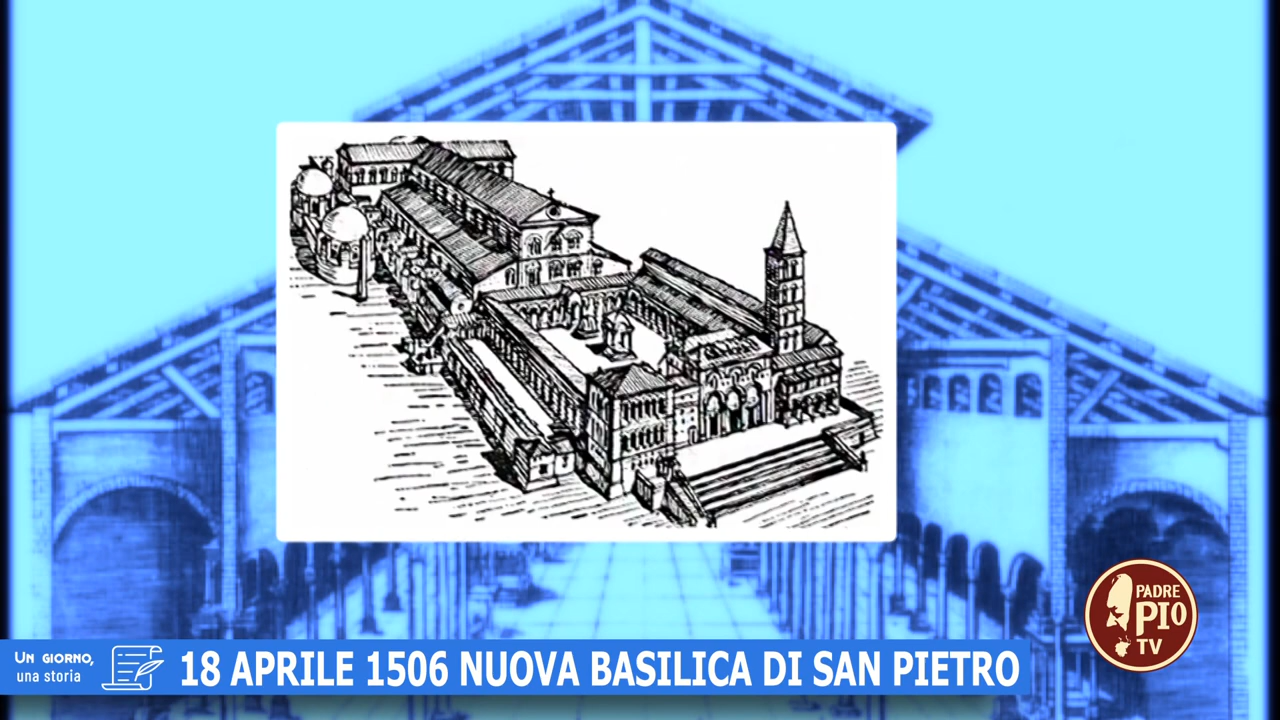 UN GIORNO,
una storia
18 APRILE 1506 NUOVA BASILICA DI SAN PIETRO
PADRE
PIO
TV